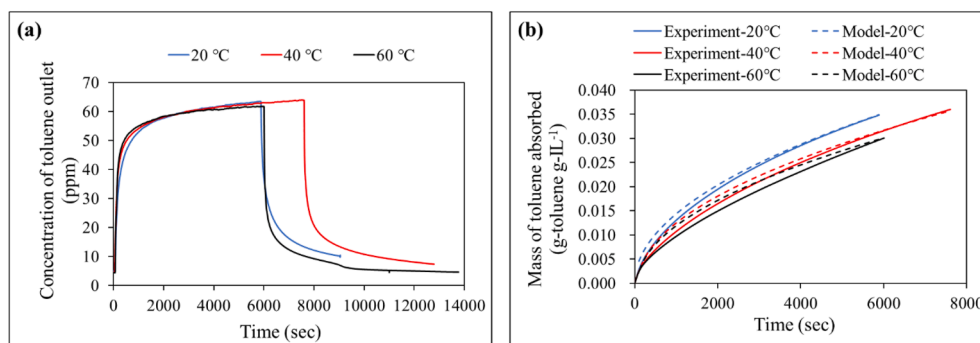 (a)
20 ℃ 40 ℃ 60 ℃
Concentration of toluene outlet
(ppm)
70
60
50
40
30
20
10
0
0 2000 4000 6000 8000 10000 12000 14000
Time (sec)
(b)
Experiment-20℃ Model-20℃
Experiment-40℃ Model-40℃
Experiment-60℃ Model-60℃
Mass of toluene absorbed
(g-toluene g-IL⁻¹)
0.040
0.035
0.030
0.025
0.020
0.015
0.010
0.005
0.000
0 2000 4000 6000 8000
Time (sec)